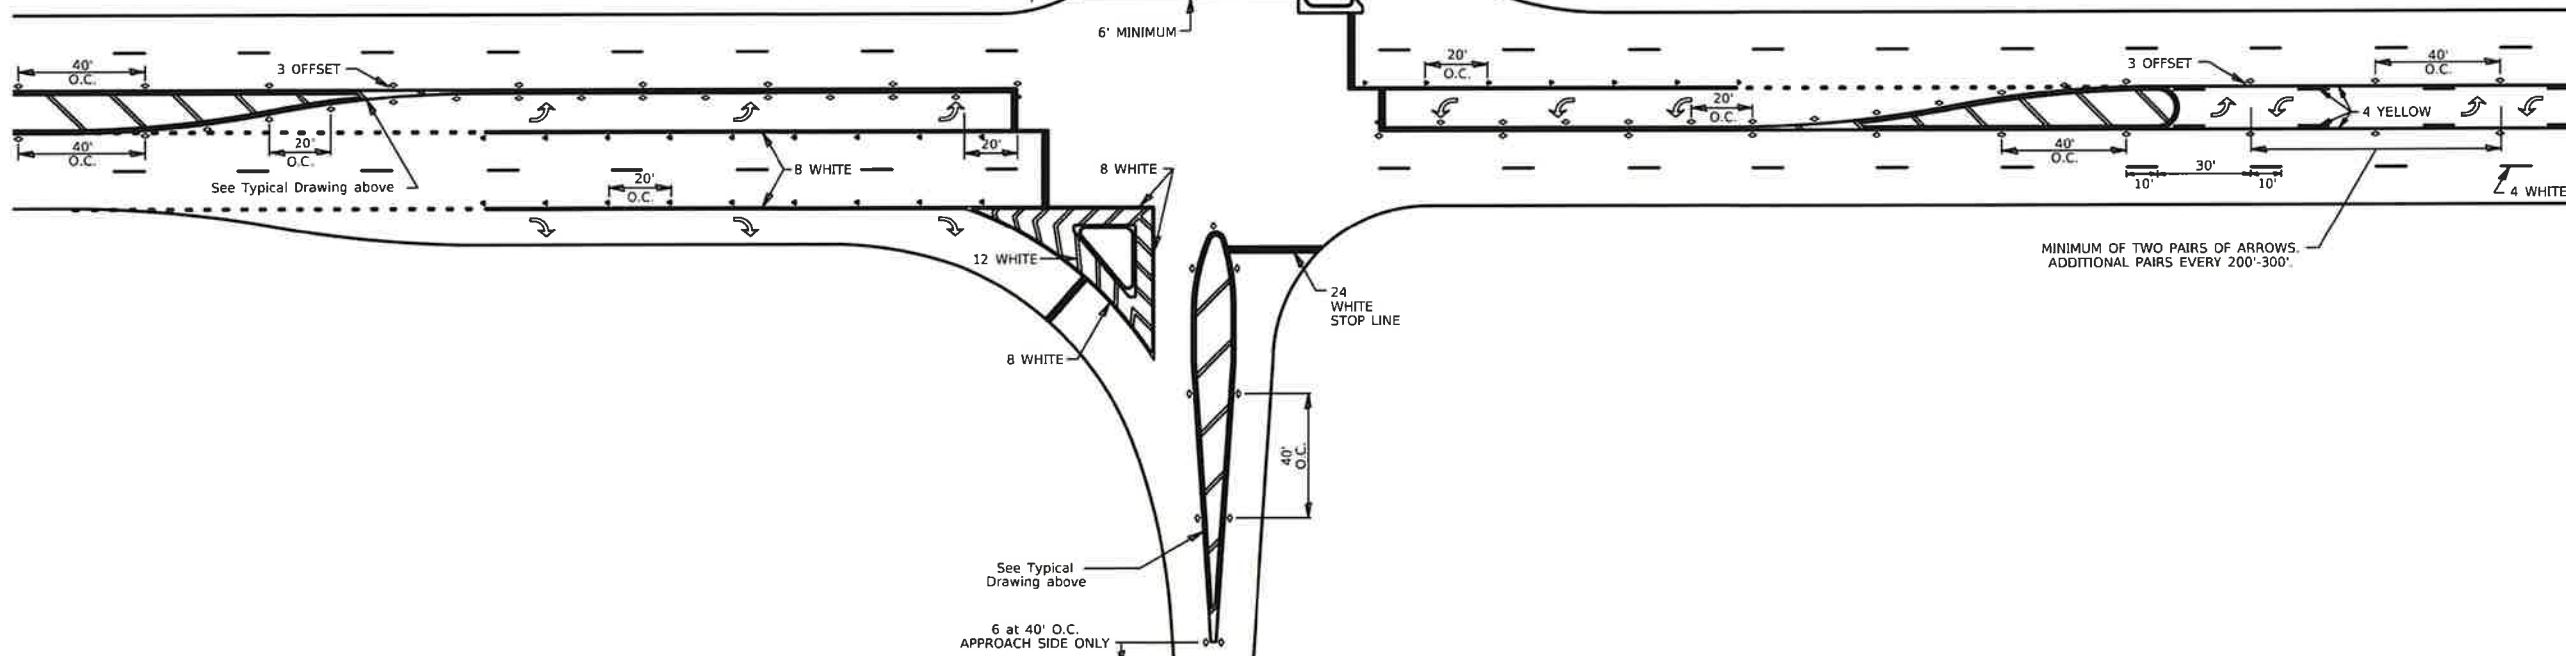 6' MINIMUM
40'
O.C.
3 OFFSET
20'
O.C.
3 OFFSET
40'
O.C.
20'
O.C.
4 YELLOW
40'
O.C.
20'
O.C.
20'
40'
O.C.
See Typical Drawing above
20'
O.C.
8 WHITE
8 WHITE
10'
30'
10'
4 WHITE
12 WHITE
MINIMUM OF TWO PAIRS OF ARROWS.
ADDITIONAL PAIRS EVERY 200'-300'.
24
WHITE
STOP LINE
8 WHITE
40'
O.C.
See Typical
Drawing above
6 at 40' O.C.
APPROACH SIDE ONLY